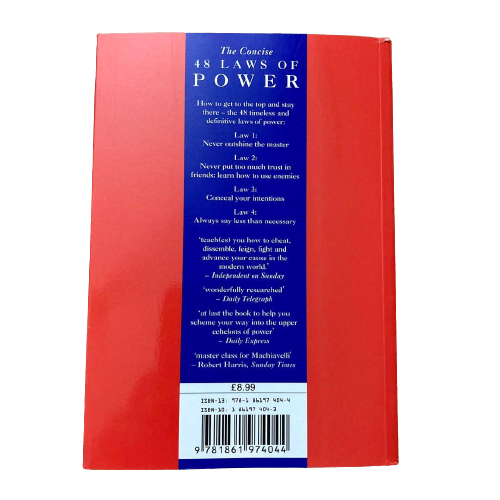 The Concise
48 LAWS OF
POWER
How to get to the top and stay
there – the 48 timeless and
definitive laws of power:
Law 1:
Never outshine the master
Law 2:
Never put too much trust in
friends: learn how to use enemies
Law 3:
Conceal your intentions
Law 4:
Always say less than necessary
'teach(es) you how to cheat,
dissemble, feign, fight and
advance your cause in the
modern world.'
– Independent on Sunday
'wonderfully researched'
– Daily Telegraph
'at last the book to help you
scheme your way into the upper
echelons of power'
– Daily Express
'master class for Machiavelli'
– Robert Harris, Sunday Times
£8.99
ISBN-13: 978-1 86197 404-4
ISBN-10: 1 86197 404-3
9 781861 974044